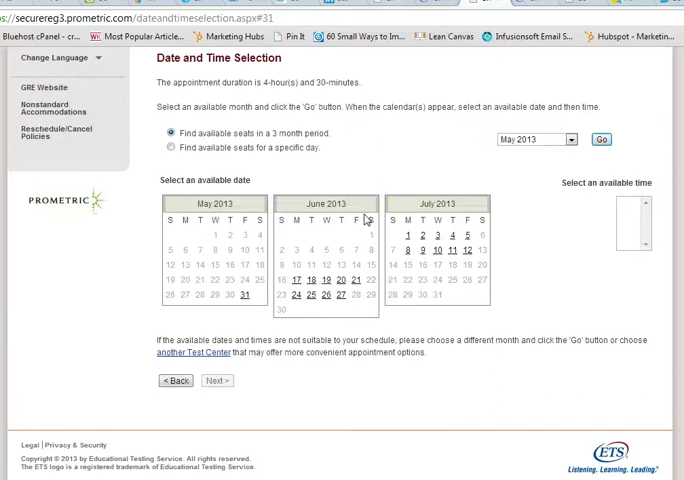 s://securereg3.prometric.com/dateandtimeselection.aspx#31
Bluehost cPanel - cr... Most Popular Article... Marketing Hubs Pin It 60 Small Ways to Im... Lean Canvas Infusionsoft Email S... Hubspot - Marketin...
Change Language
GRE Website
Nonstandard
Accommodations
Reschedule/Cancel
Policies
PROMETRIC
Date and Time Selection
The appointment duration is 4-hour(s) and 30-minutes.
Select an available month and click the 'Go' button. When the calendar(s) appear, select an available date and then time.
Find available seats in a 3 month period.
Find available seats for a specific day.
May 2013 Go
Select an available date
Select an available time
May 2013
S M T W T F S
1 2 3 4
5 6 7 8 9 10 11
12 13 14 15 16 17 18
19 20 21 22 23 24 25
26 27 28 29 30 31
June 2013
S M T W T F S
1
2 3 4 5 6 7 8
9 10 11 12 13 14 15
16 17 18 19 20 21 22
23 24 25 26 27 28 29
30
July 2013
S M T W T F S
1 2 3 4 5 6
7 8 9 10 11 12 13
14 15 16 17 18 19 20
21 22 23 24 25 26 27
28 29 30 31
If the available dates and times are not suitable to your schedule, please choose a different month and click the 'Go' button or choose
another Test Center that may offer more convenient appointment options.
< Back Next >
Legal | Privacy & Security
Copyright © 2013 by Educational Testing Service. All rights reserved.
The ETS logo is a registered trademark of Educational Testing Service.
ETS
Listening. Learning. Leading.®